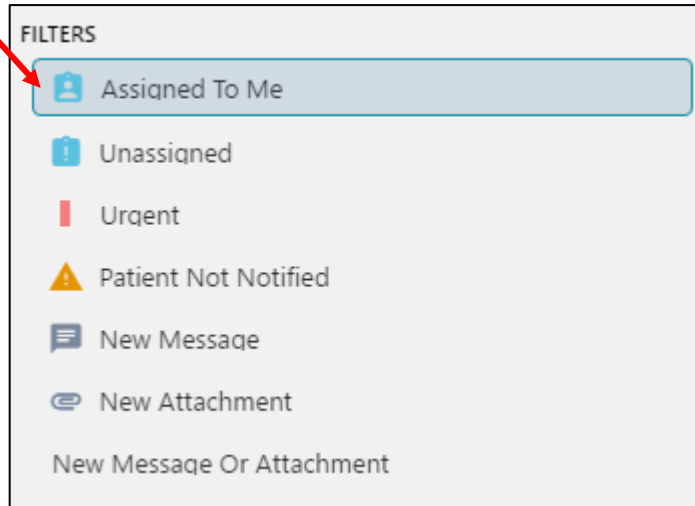 FILTERS
Assigned To Me
Unassigned
Urgent
Patient Not Notified
New Message
New Attachment
New Message Or Attachment